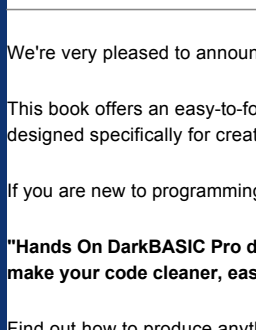 We're very pleased to announ
This book offers an easy-to-fo
designed specifically for creat
If you are new to programming
"Hands On DarkBASIC Pro d
make your code cleaner, eas
Find out how to produce anyth